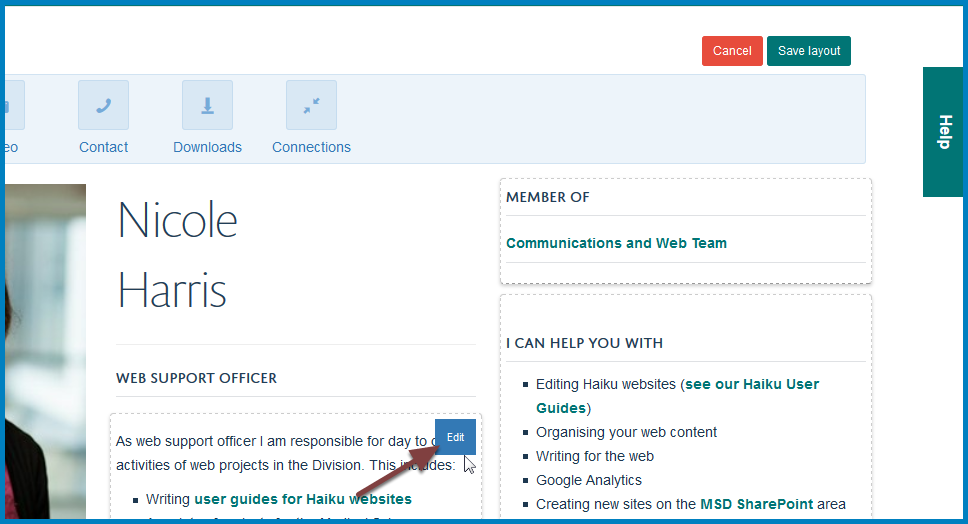 Cancel
Save layout
Help
eo
Contact
Downloads
Connections
Nicole
Harris
WEB SUPPORT OFFICER
As web support officer I am responsible for day to
Edit
activities of web projects in the Division. This includes:
Writing user guides for Haiku websites
MEMBER OF
Communications and Web Team
I CAN HELP YOU WITH
Editing Haiku websites (see our Haiku User
Guides)
Organising your web content
Writing for the web
Google Analytics
Creating new sites on the MSD SharePoint area